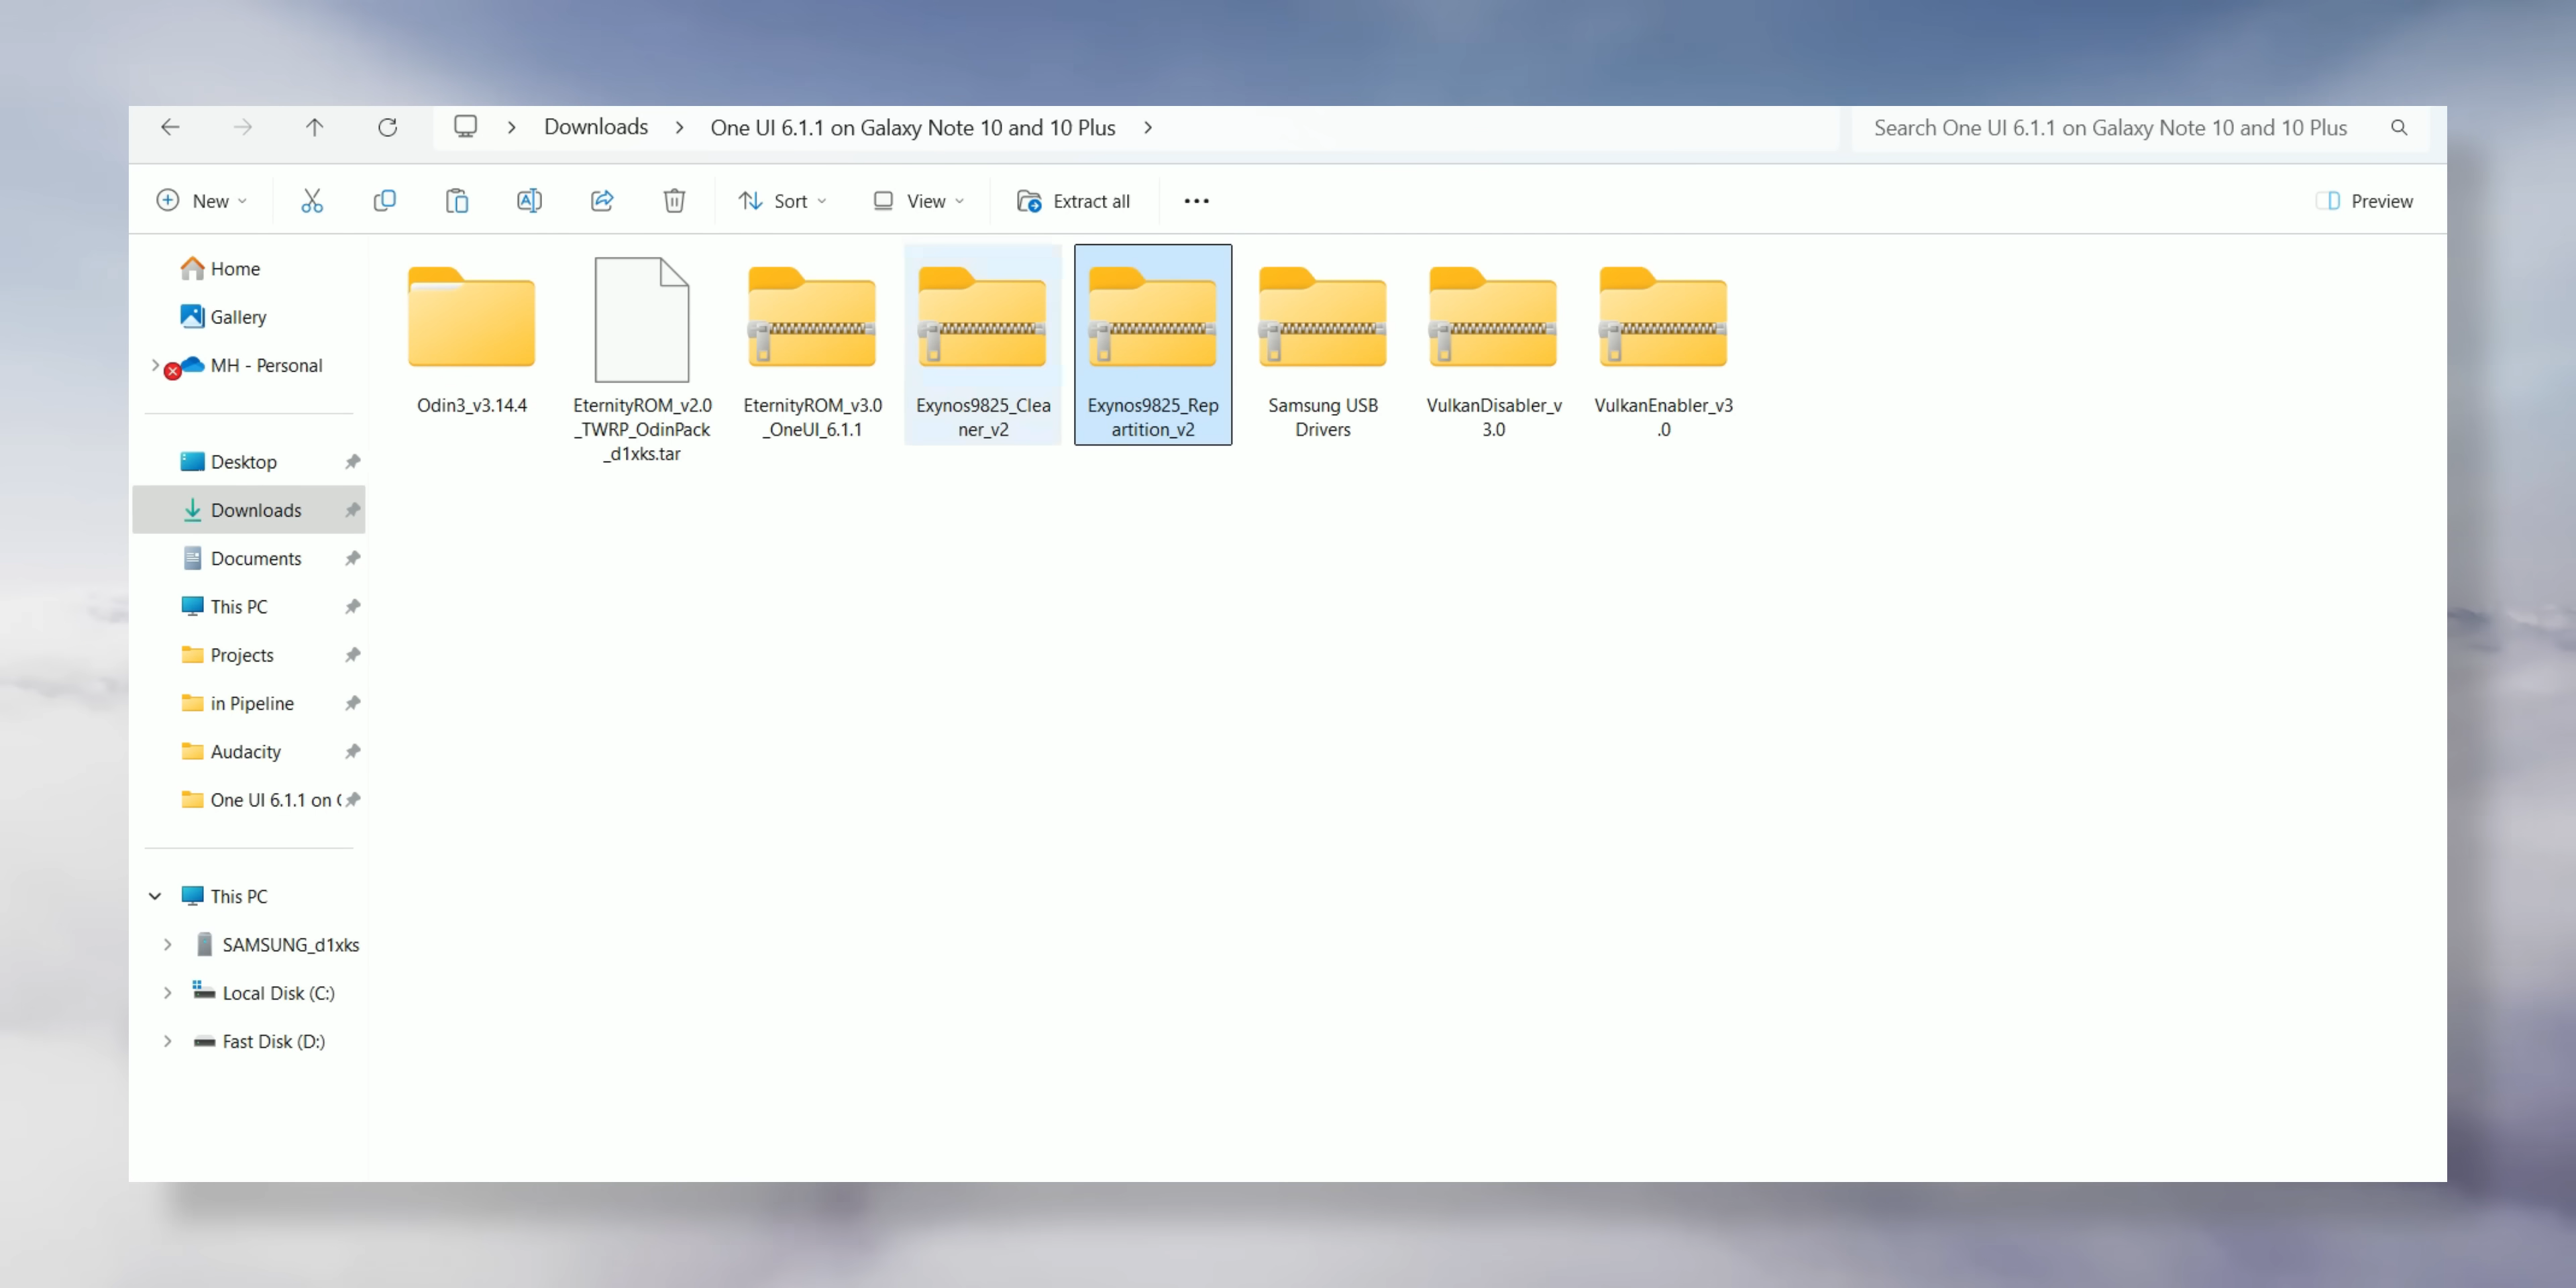 Downloads
One UI 6.1.1 on Galaxy Note 10 and 10 Plus
Search One UI 6.1.1 on Galaxy Note 10 and 10 Plus
New
Sort
View
Extract all
Preview
Home
Gallery
MH - Personal
Desktop
Downloads
Documents
This PC
Projects
in Pipeline
Audacity
One UI 6.1.1 on
This PC
SAMSUNG_d1xks
Local Disk (C:)
Fast Disk (D:)
Odin3_v3.14.4
EternityROM_v2.0
_TWRP_OdinPack
_d1xks.tar
EternityROM_v3.0
_OneUI_6.1.1
Exynos9825_Clea
ner_v2
Exynos9825_Rep
artition_v2
Samsung USB
Drivers
VulkanDisabler_v
3.0
VulkanEnabler_v3
.0